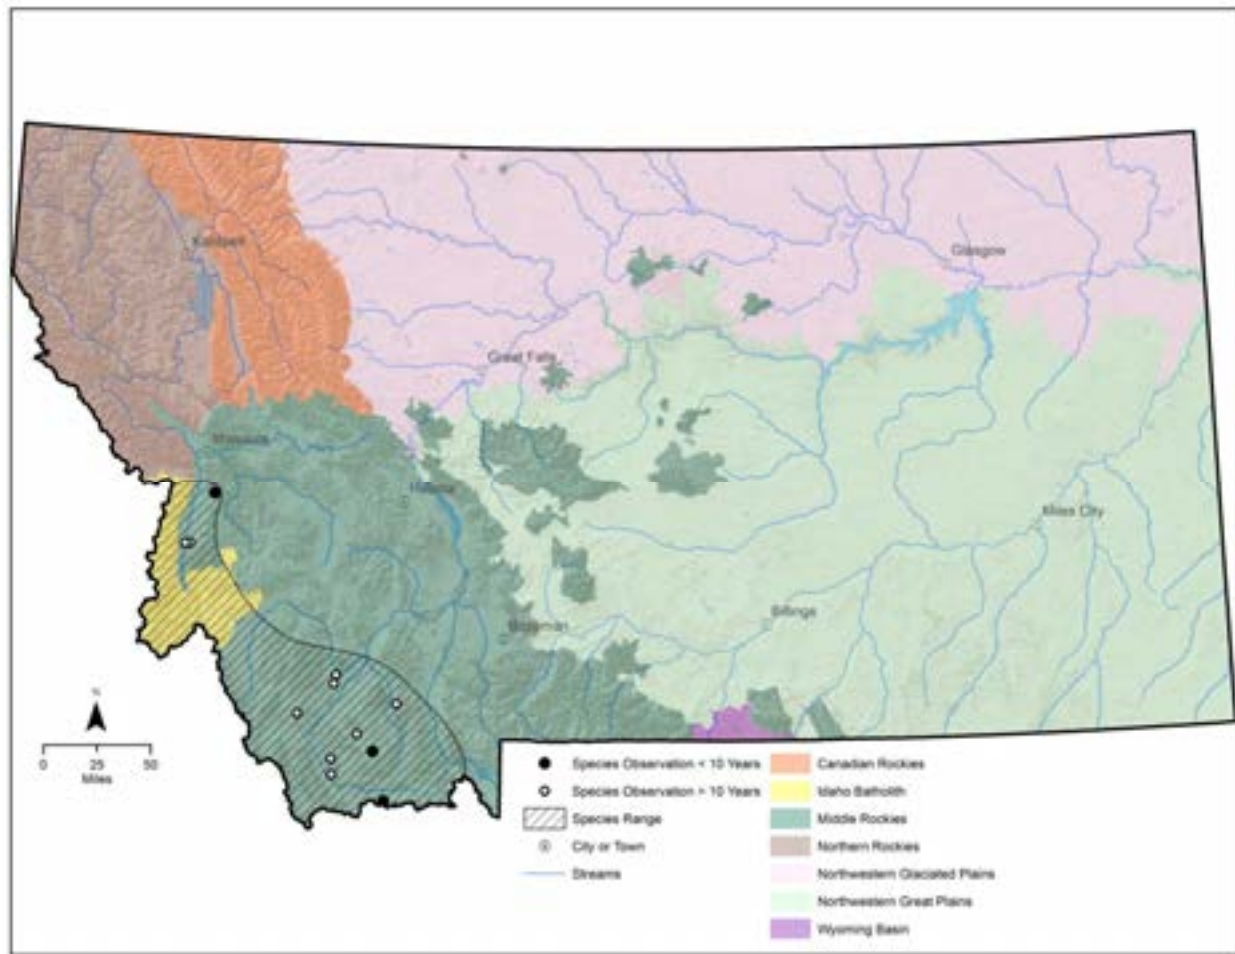 Kalispell
Glasgow
Great Falls
Missoula
Helena
Miles City
Billings
Bozeman
N
0 25 50
Miles
Species Observation < 10 Years
Species Observation > 10 Years
Species Range
City or Town
Streams
Canadian Rockies
Idaho Batholith
Middle Rockies
Northern Rockies
Northwestern Glaciated Plains
Northwestern Great Plains
Wyoming Basin